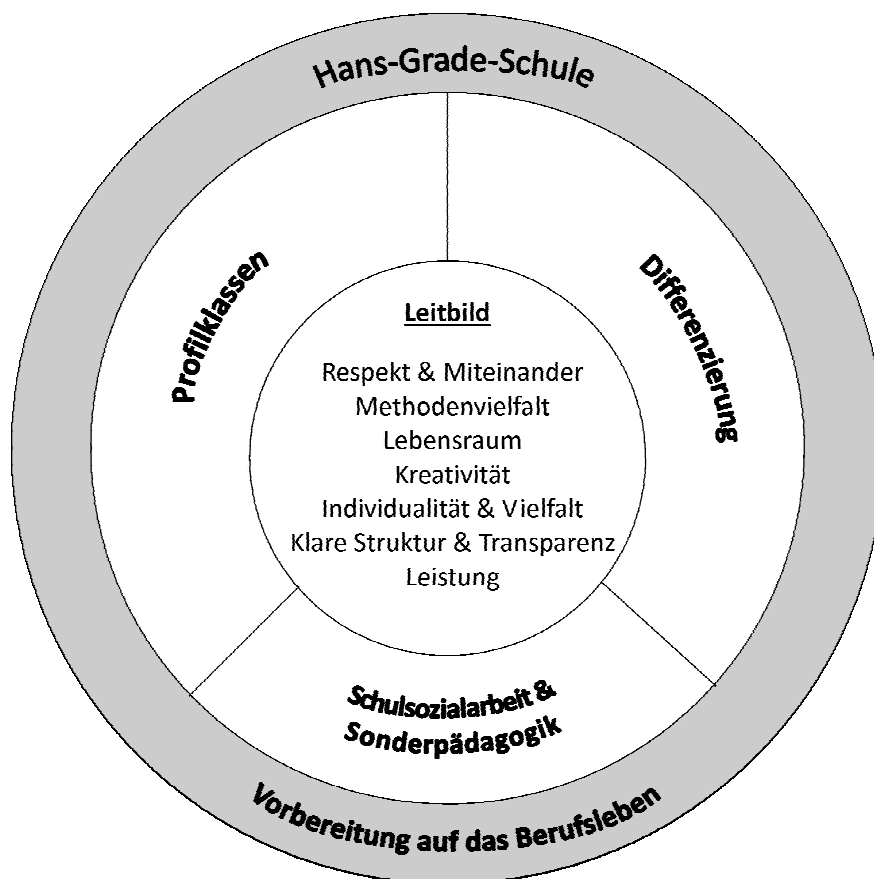 Hans-Grade-Schule
Profilklassen
Differenzierung
Leitbild
Respekt & Miteinander
Methodenvielfalt
Lebensraum
Kreativität
Individualität & Vielfalt
Klare Struktur & Transparenz
Leistung
Schulsozialarbeit &
Sonderpädagogik
Vorbereitung auf das Berufsleben